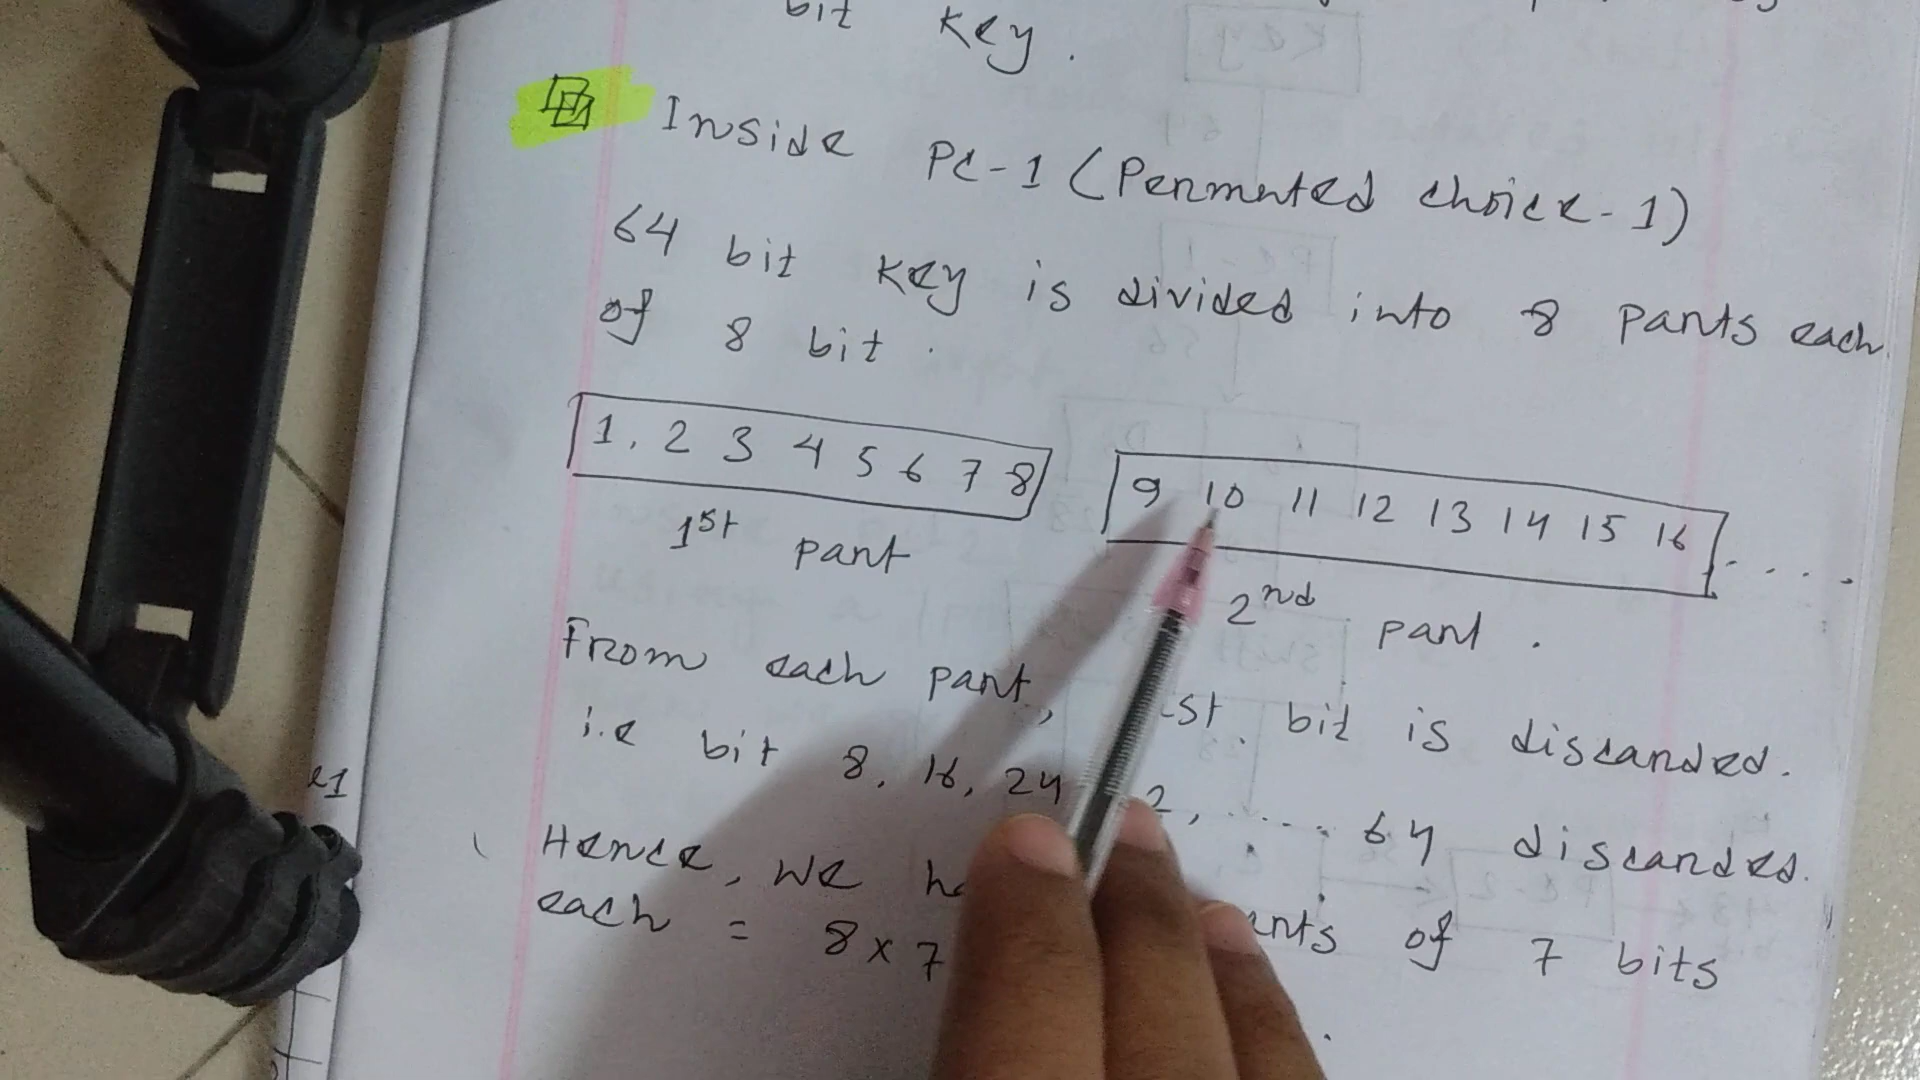 bit key.
Inside PC-1 (Permuted choice-1)
64 bit key is divided into 8 parts each
of 8 bit.
1. 2 3 4 5 6 7 8
9 10 11 12 13 14 15 16 ....
1st part
2nd part.
From each part, bit is discarded.
i.e bit 8, 16, 24 2, ..... 64 discarded.
Hence, we of 7 bits
each = 8 x 7